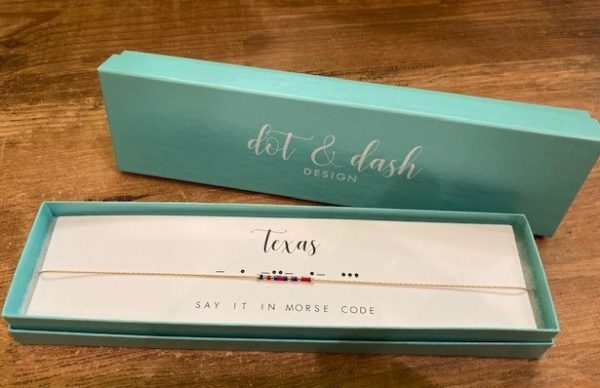 dot & dash
DESIGN
Texas
— • —••— •— •••
SAY IT IN MORSE CODE